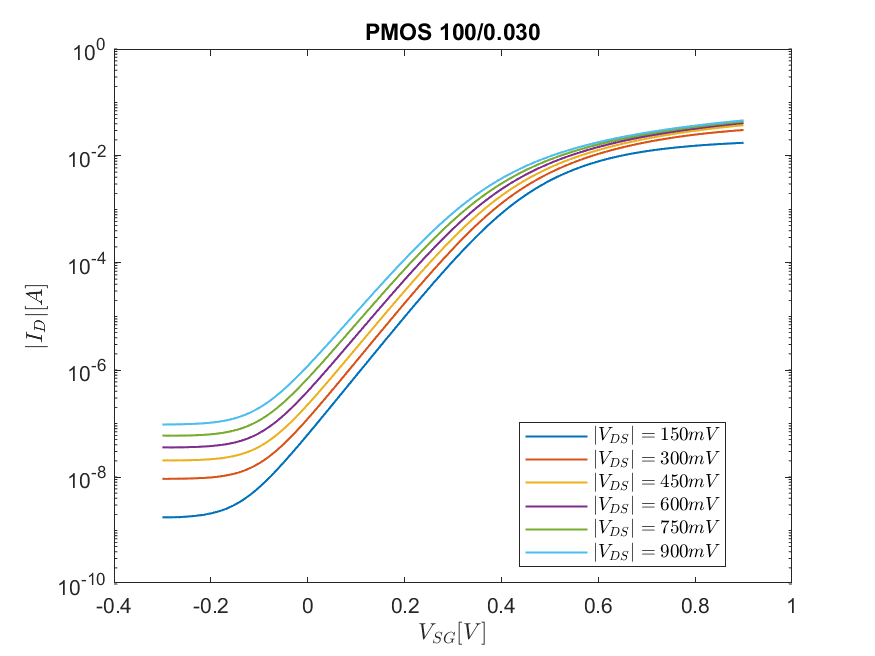 PMOS 100/0.030
10^0
10^-2
10^-4
10^-6
10^-8
10^-10
|I_D|[A]
-0.4 -0.2 0 0.2 0.4 0.6 0.8 1
V_SG[V]
|V_DS| = 150mV
|V_DS| = 300mV
|V_DS| = 450mV
|V_DS| = 600mV
|V_DS| = 750mV
|V_DS| = 900mV